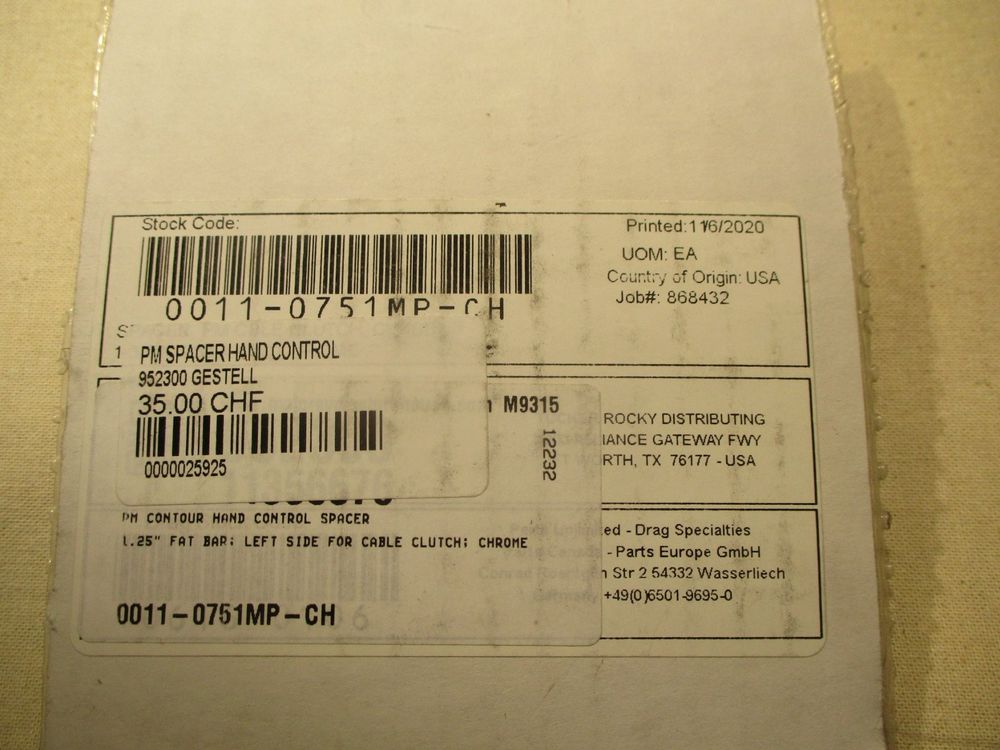 Stock Code:
Printed:11/6/2020
UOM: EA
Country of Origin: USA
Job#: 868432
0011-0751MP-CH
PM SPACER HAND CONTROL
952300 GESTELL
35.00 CHF
0000025925
M9315
12232
ROCKY DISTRIBUTING
GATEWAY FWY
TX 76177 - USA
PM CONTOUR HAND CONTROL SPACER
1.25" FAT BAR; LEFT SIDE FOR CABLE CLUTCH; CHROME
0011-0751MP-CH
- Drag Specialties
- Parts Europe GmbH
Str 2 54332 Wasserliech
+49(0)6501-9695-0